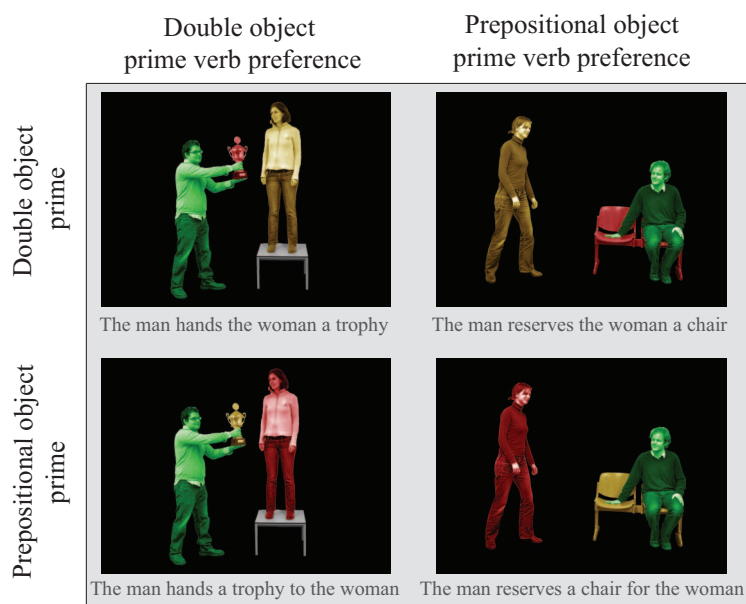 Double object
prime verb preference
Prepositional object
prime verb preference
Double object
prime
The man hands the woman a trophy
The man reserves the woman a chair
Prepositional object
prime
The man hands a trophy to the woman
The man reserves a chair for the woman